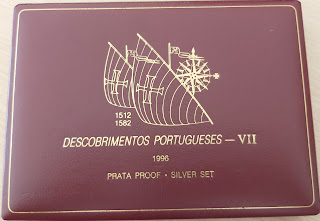 1512
1582
DESCOBRIMENTOS PORTUGUESES — VII
1996
PRATA PROOF • SILVER SET